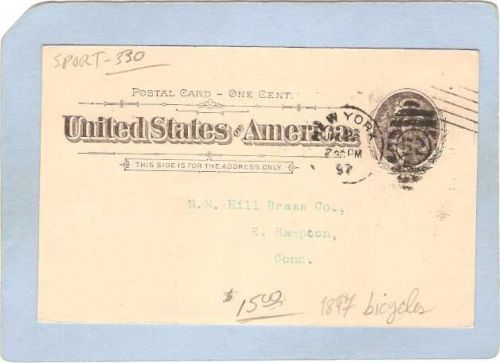 SPORT-330
POSTAL CARD - ONE CENT.
United States of America.
THIS SIDE IS FOR THE ADDRESS ONLY.
NEW YORK
PM
97
N.N. Hill Brass Co.,
E. Hampton,
Conn.
$15.00
1897 bicycles